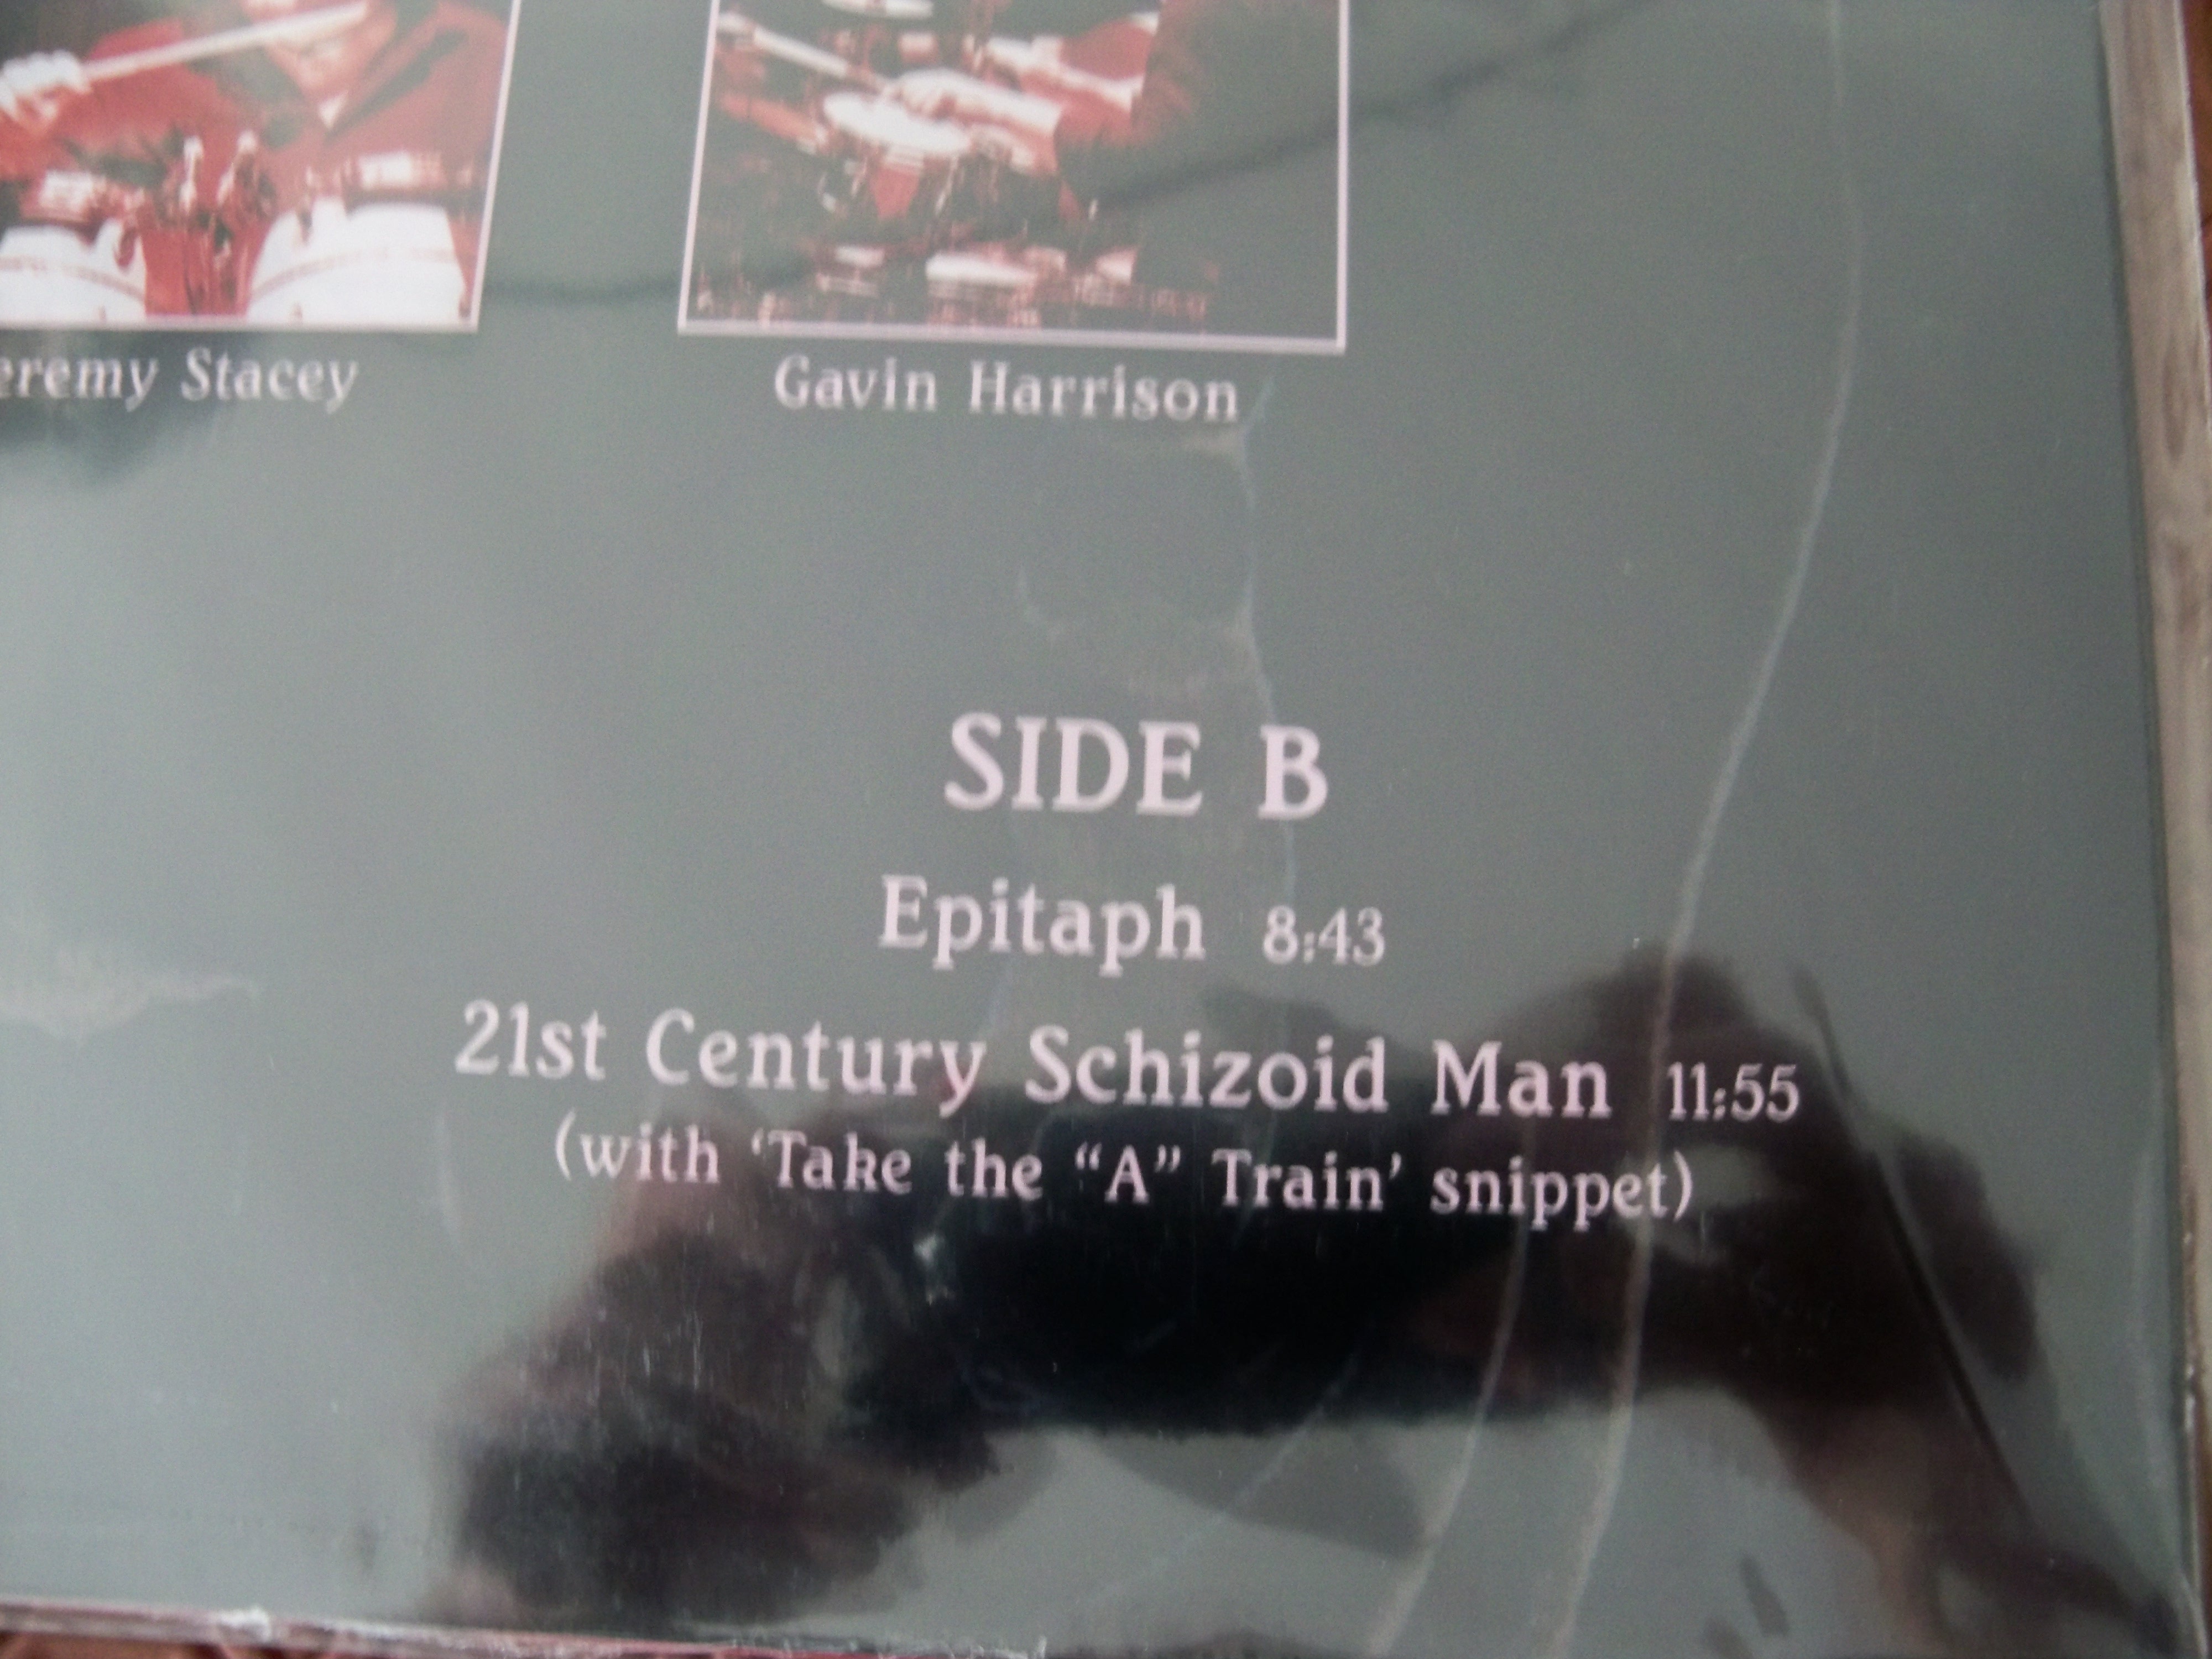 eremy Stacey
Gavin Harrison
SIDE B
Epitaph 8:43
21st Century Schizoid Man 11:55
(with ‘Take the “A” Train’ snippet)